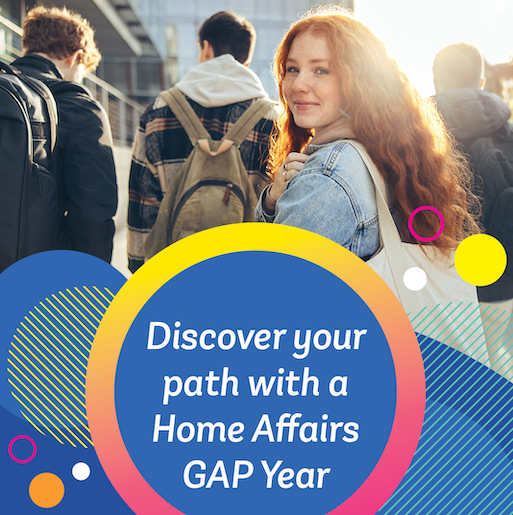 Discover your
path with a
Home Affairs
GAP Year